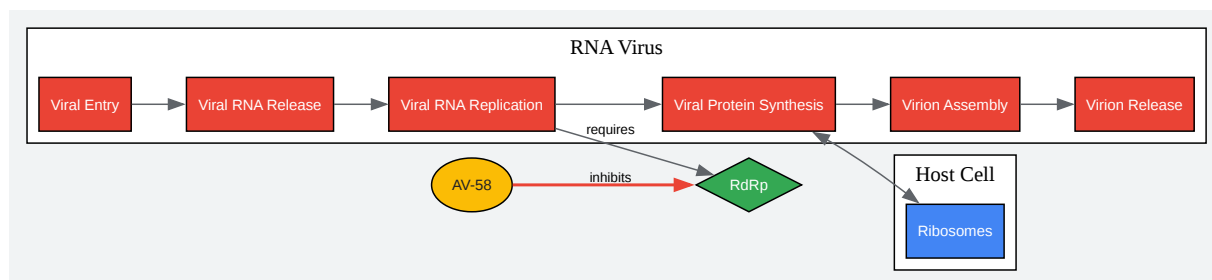 RNA Virus
Viral Entry
Viral RNA Release
Viral RNA Replication
Viral Protein Synthesis
Virion Assembly
Virion Release
requires
AV-58
inhibits
RdRp
Host Cell
Ribosomes